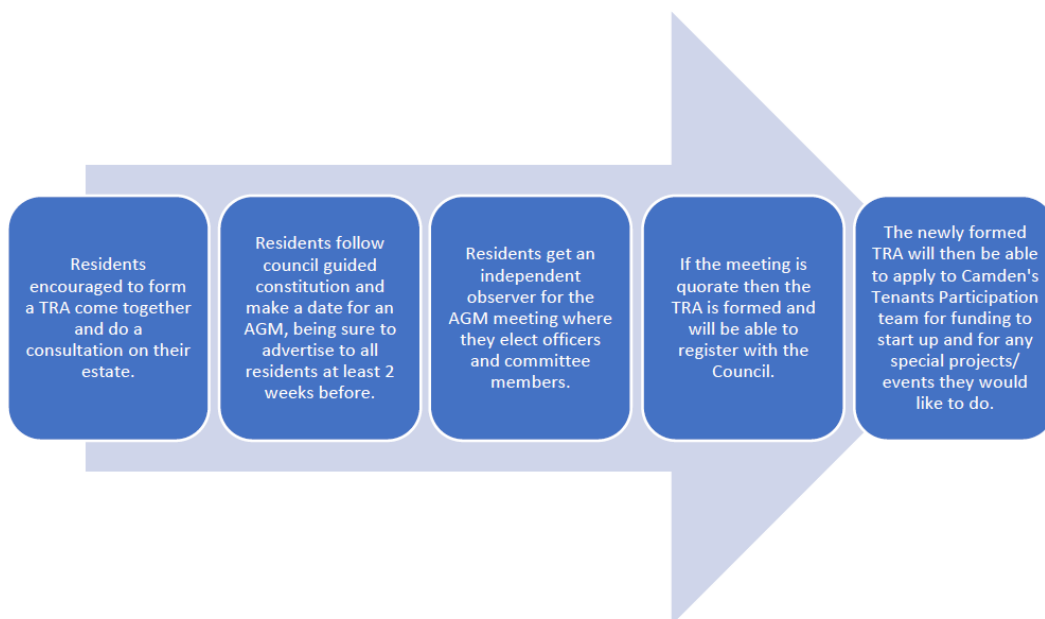 Residents
encouraged to form
a TRA come together
and do a
consultation on their
estate.
Residents follow
council guided
constitution and
make a date for an
AGM, being sure to
advertise to all
residents at least 2
weeks before.
Residents get an
independent
observer for the
AGM meeting where
they elect officers
and committee
members.
If the meeting is
quorate then the
TRA is formed and
will be able to
register with the
Council.
The newly formed
TRA will then be able
to apply to Camden's
Tenants Participation
team for funding to
start up and for any
special projects/
events they would
like to do.